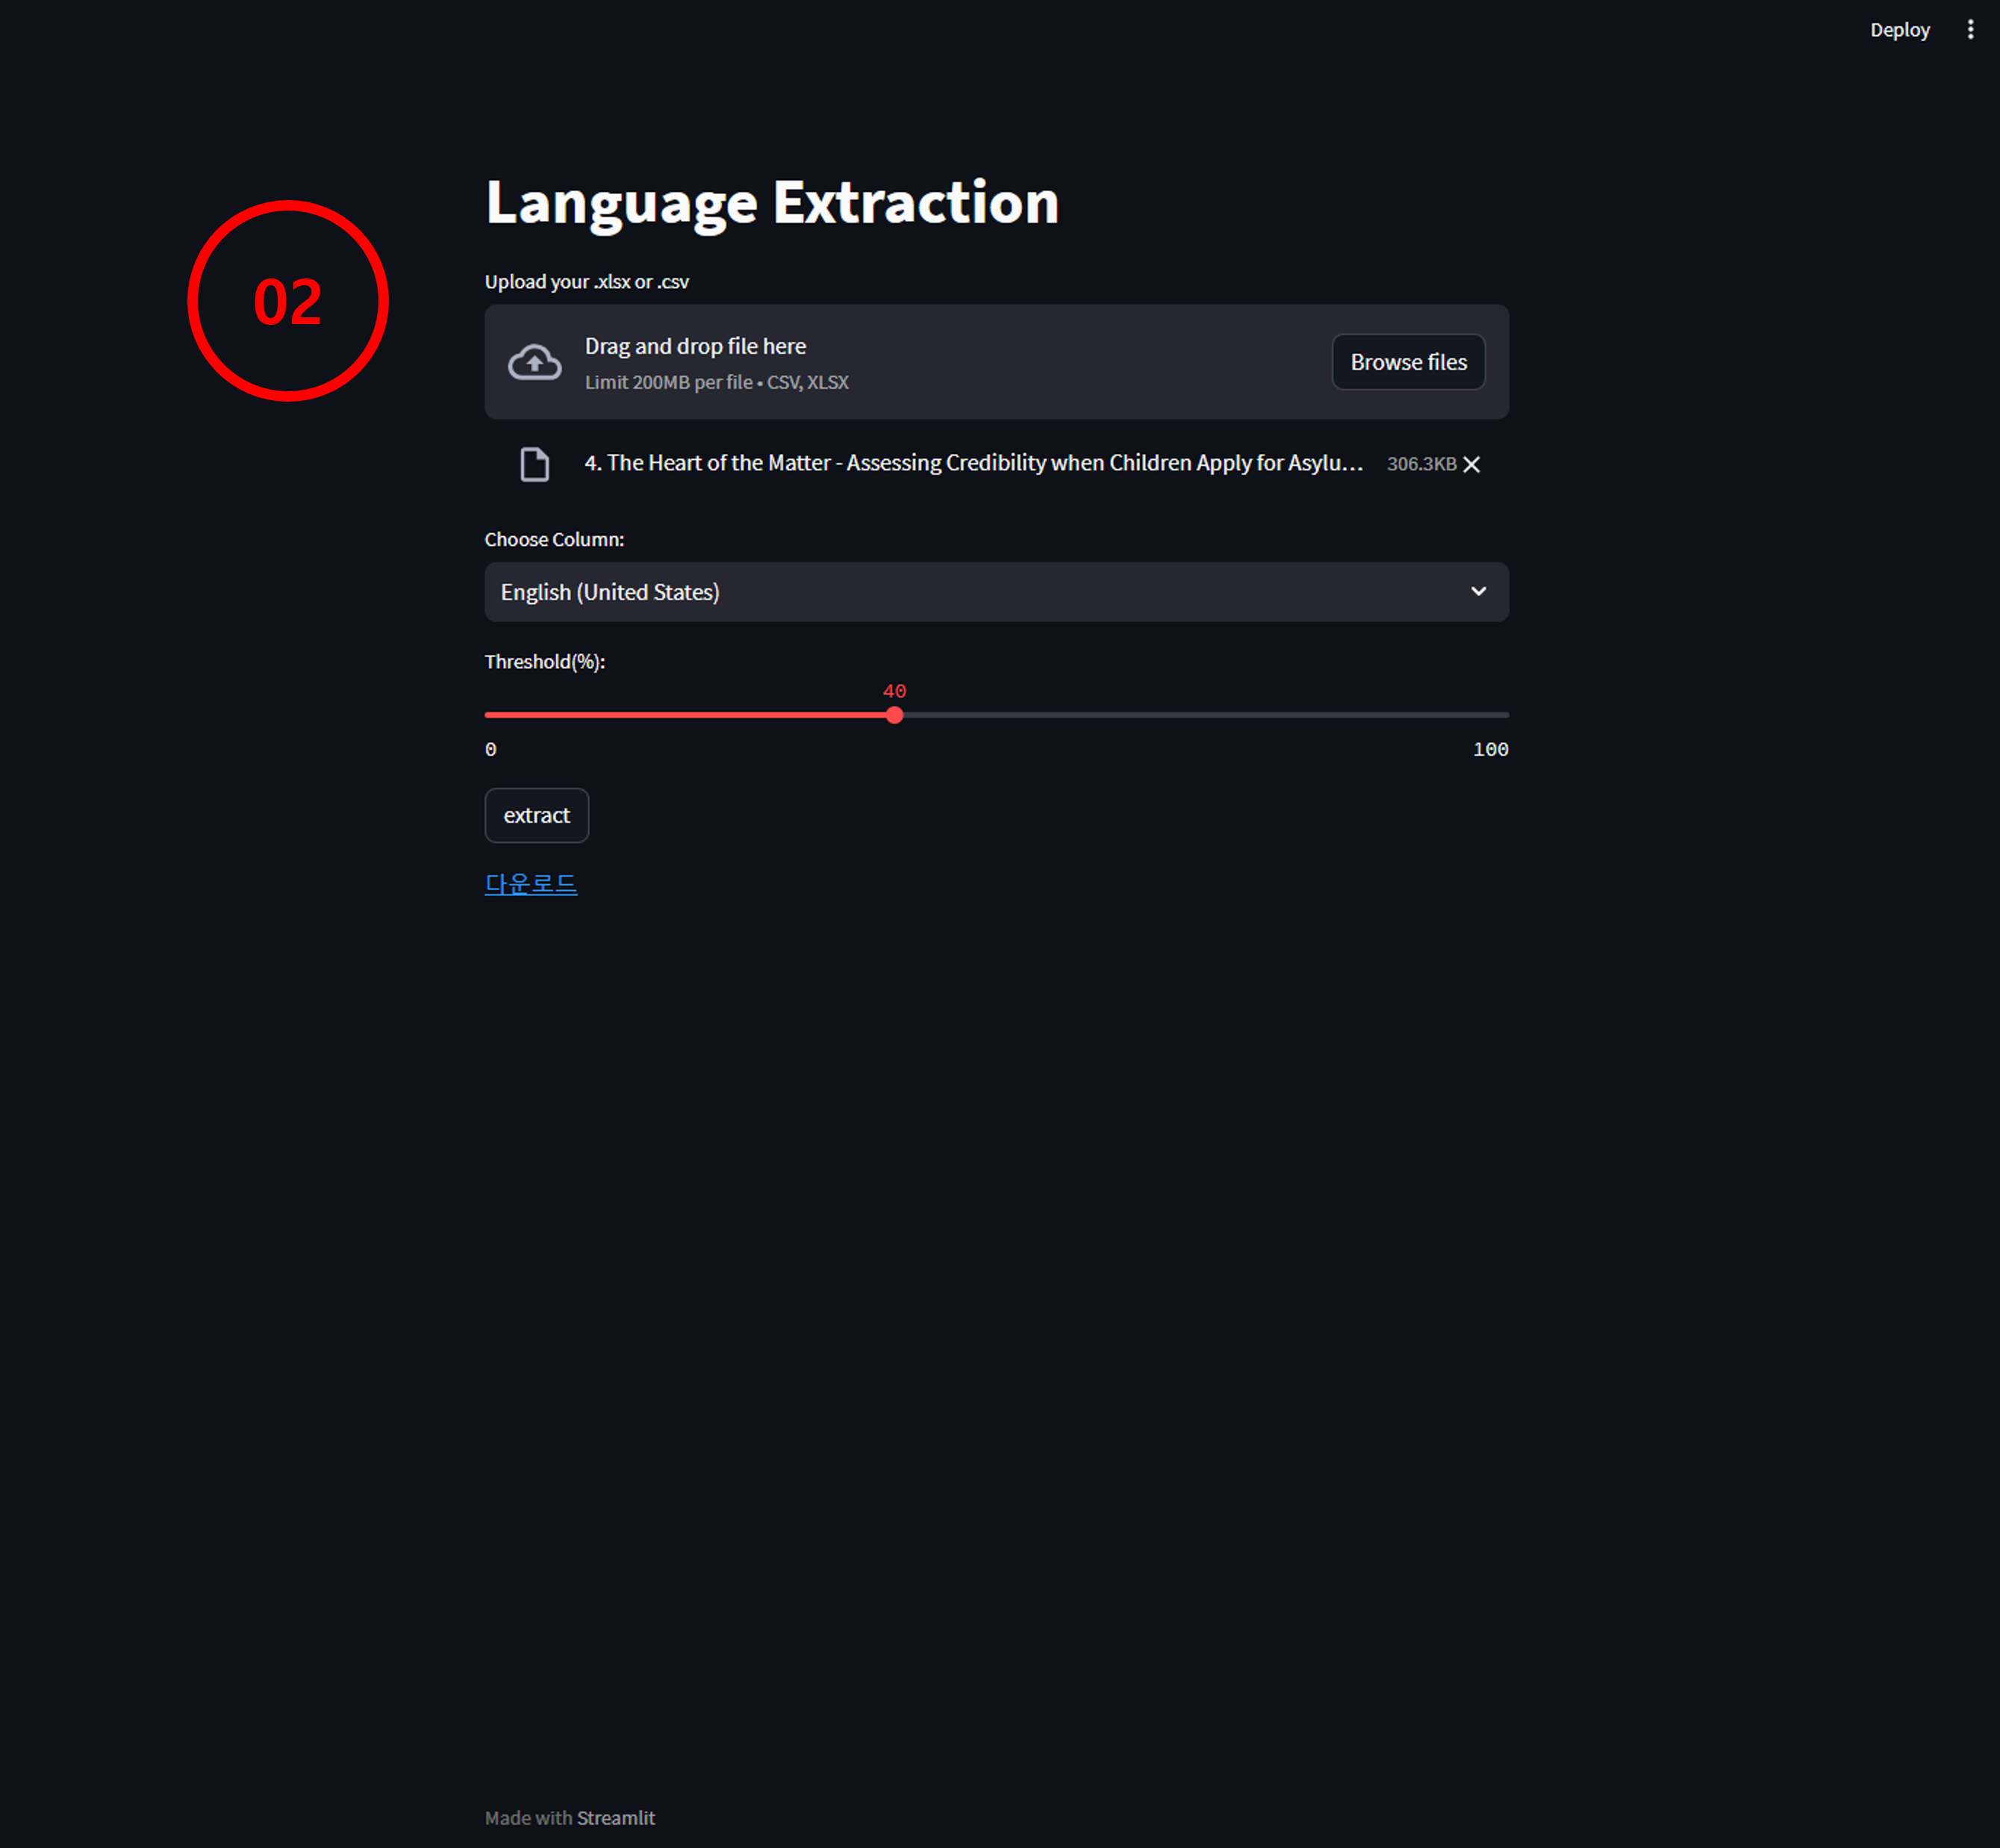 Deploy
Language Extraction
02
Upload your .xlsx or .csv
Drag and drop file here
Limit 200MB per file • CSV, XLSX
Browse files
4. The Heart of the Matter - Assessing Credibility when Children Apply for Asylu...
306.3KB
Choose Column:
English (United States)
Threshold(%):
40
0
100
extract
다운로드
Made with Streamlit